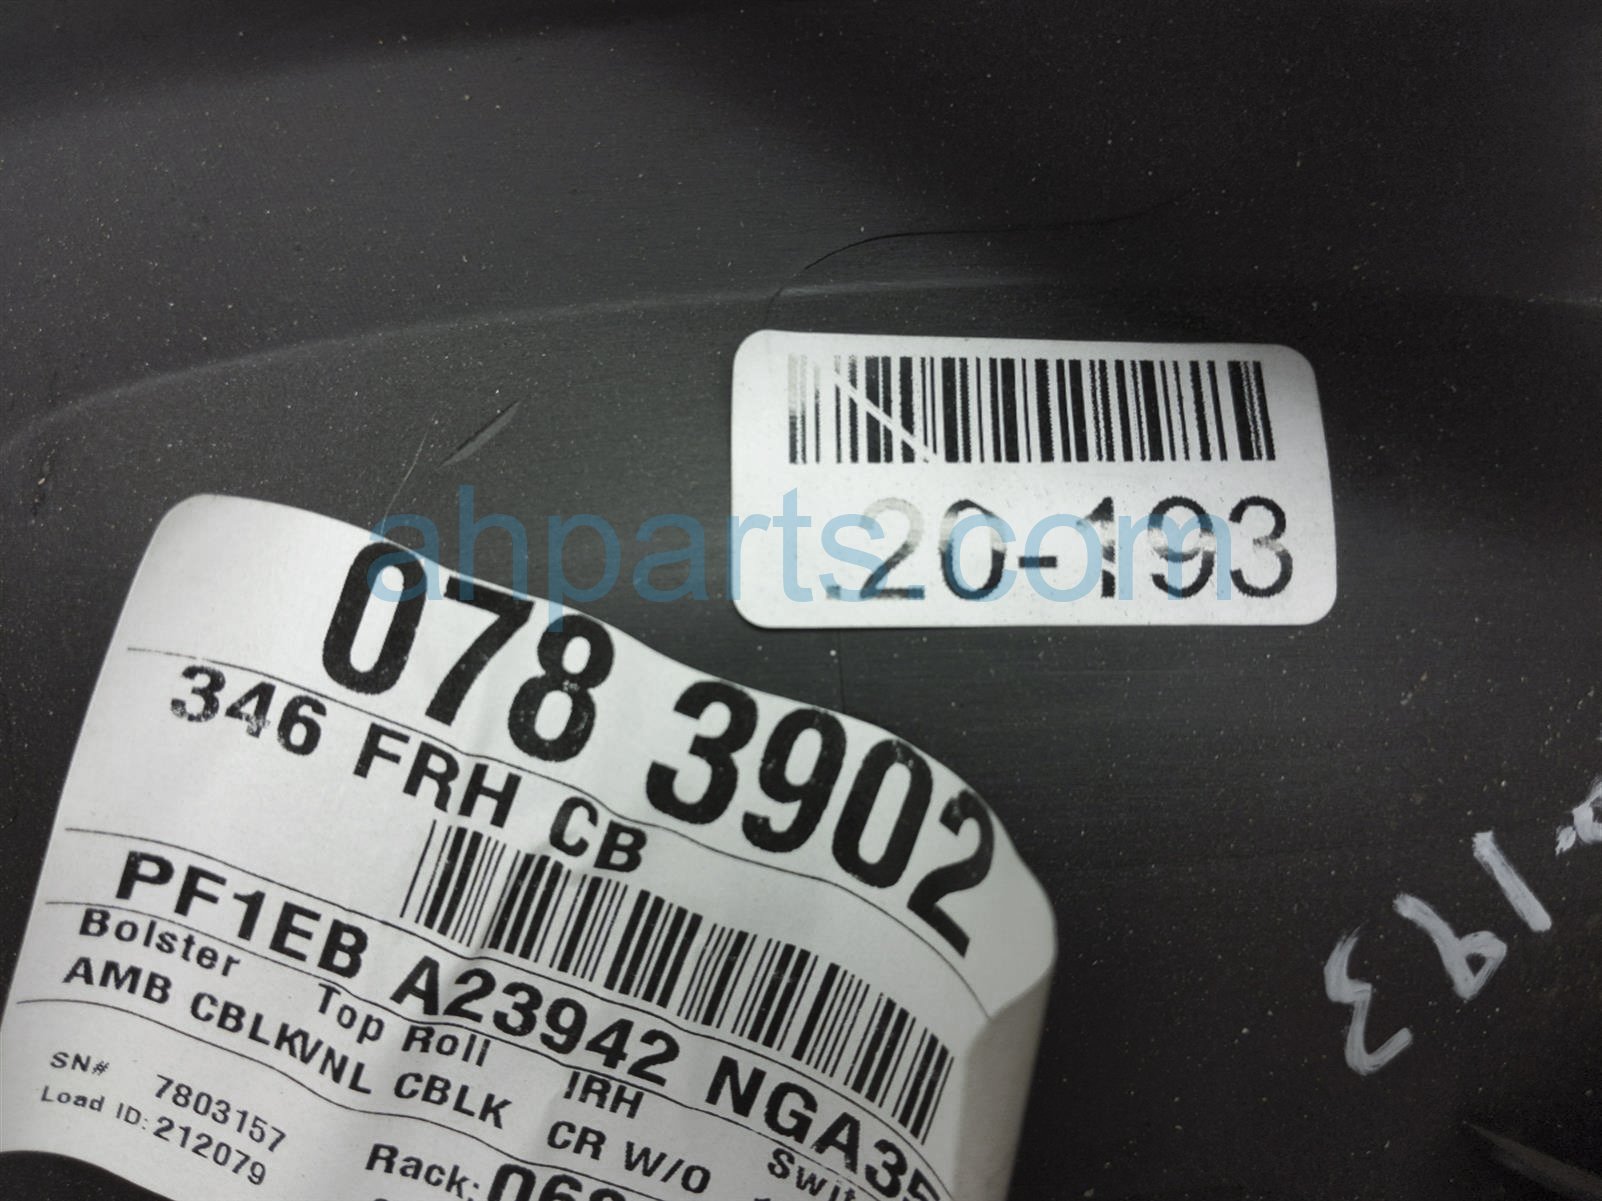 20-193
ahparts.com
078 3902
346 FRH CB
PF1EB A23942 NGA35
Bolster Top Roll IRH
AMB CBLKVNL CBLK CR W/O
SN# 7803157
Load ID: 212079
Rack:
193